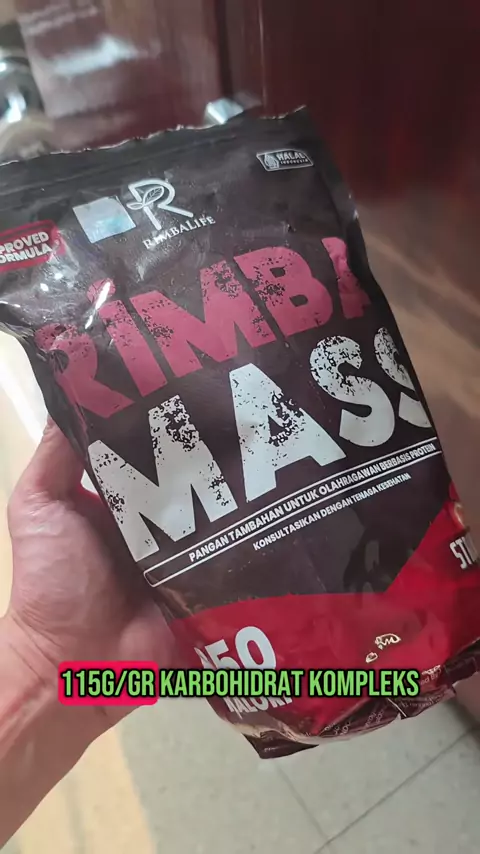 HALAL
INDONESIA
RIMBALIFE
PROVED
FORMULA
RIMBA
MASS
PANGAN TAMBAHAN UNTUK OLAHRAGAWAN BERBASIS PROTEIN
KONSULTASIKAN DENGAN TENAGA KESEHATAN
115G/GR KARBOHIDRAT KOMPLEKS